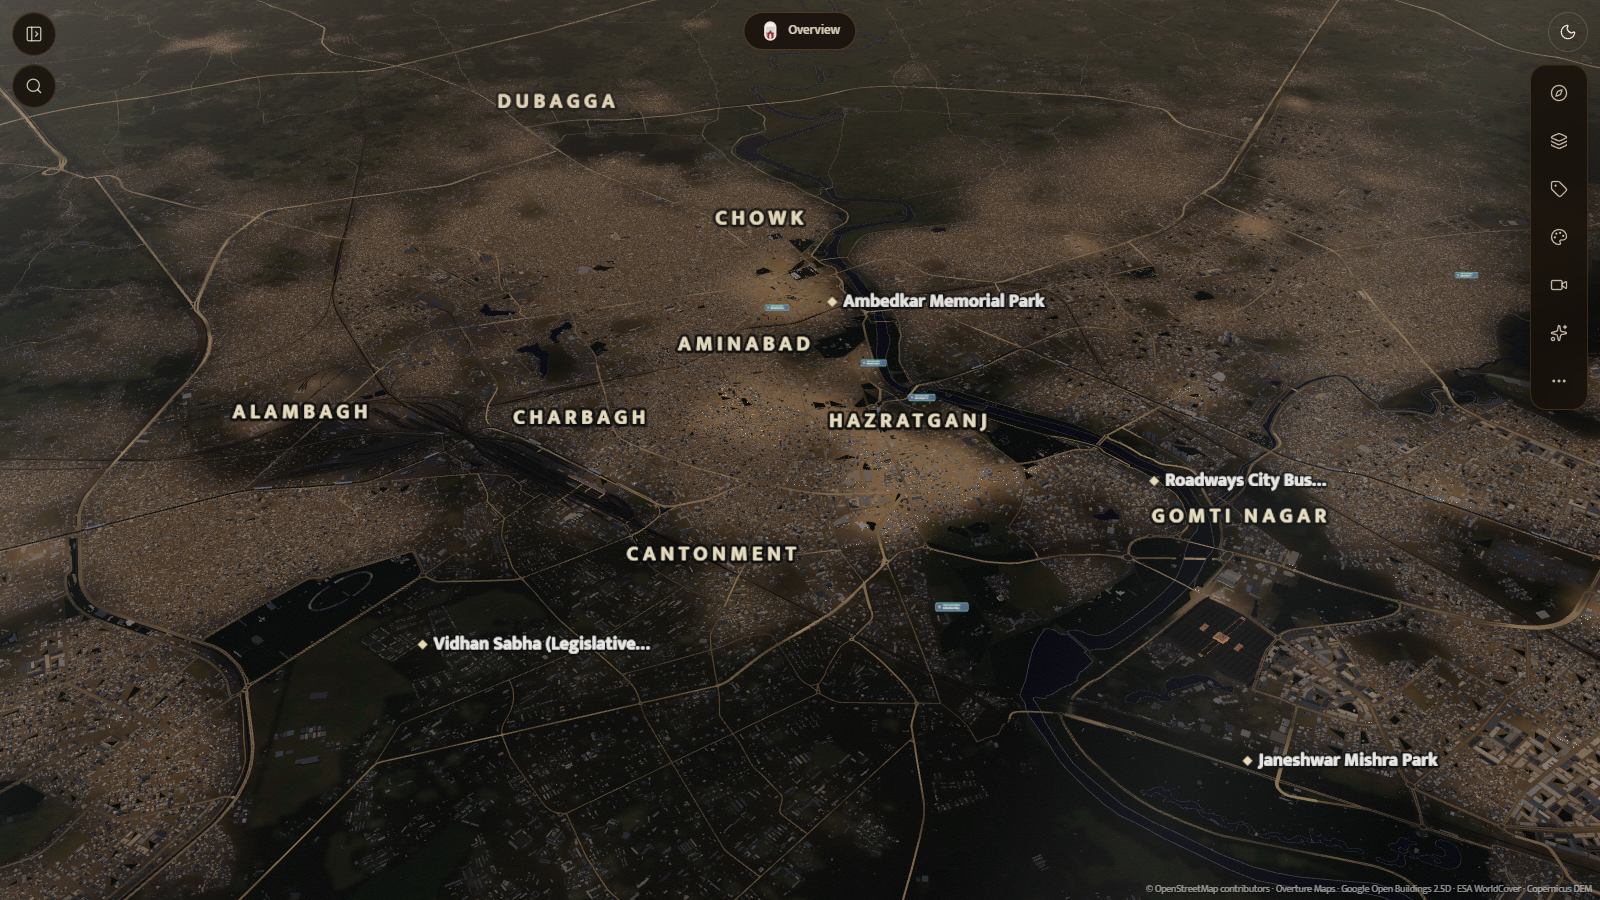 Overview
DUBAGGA
CHOWK
Ambedkar Memorial Park
AMINABAD
ALAMBAGH
CHARBAGH
HAZRATGANJ
Roadways City Bus...
GOMTI NAGAR
CANTONMENT
Vidhan Sabha (Legislative...
Janeshwar Mishra Park
© OpenStreetMap contributors · Overture Maps · Google Open Buildings 2.5D · ESA WorldCover · Copernicus DEM